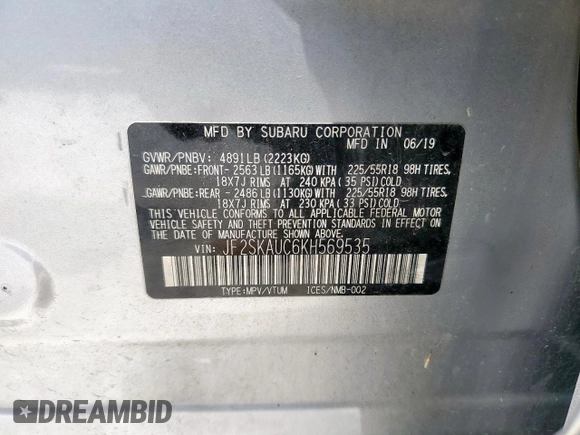 MFD BY SUBARU CORPORATION
MFD IN 06/19
GVWR/PNBV: 4891LB(2223KG)
GAWR/PNBE:FRONT-2563LB(1165KG)WITH 225/55R18 98H TIRES,
18X7J RIMS AT 240 KPA(35 PSI)COLD
GAWR/PNBE:REAR -2486LB(1130KG)WITH 225/55R18 98H TIRES,
18X7J RIMS AT 230 KPA(33 PSI)COLD
THIS VEHICLE CONFORMS TO ALL APPLICABLE FEDERAL MOTOR
VEHICLE SAFETY AND THEFT PREVENTION STANDARDS IN EFFECT ON
THE DATE OF MANUFACTURE SHOWN ABOVE.
VIN: JF2SKAUC6KH569535
TYPE:MPV/VTUM ICES/NMB-002
DREAMBID